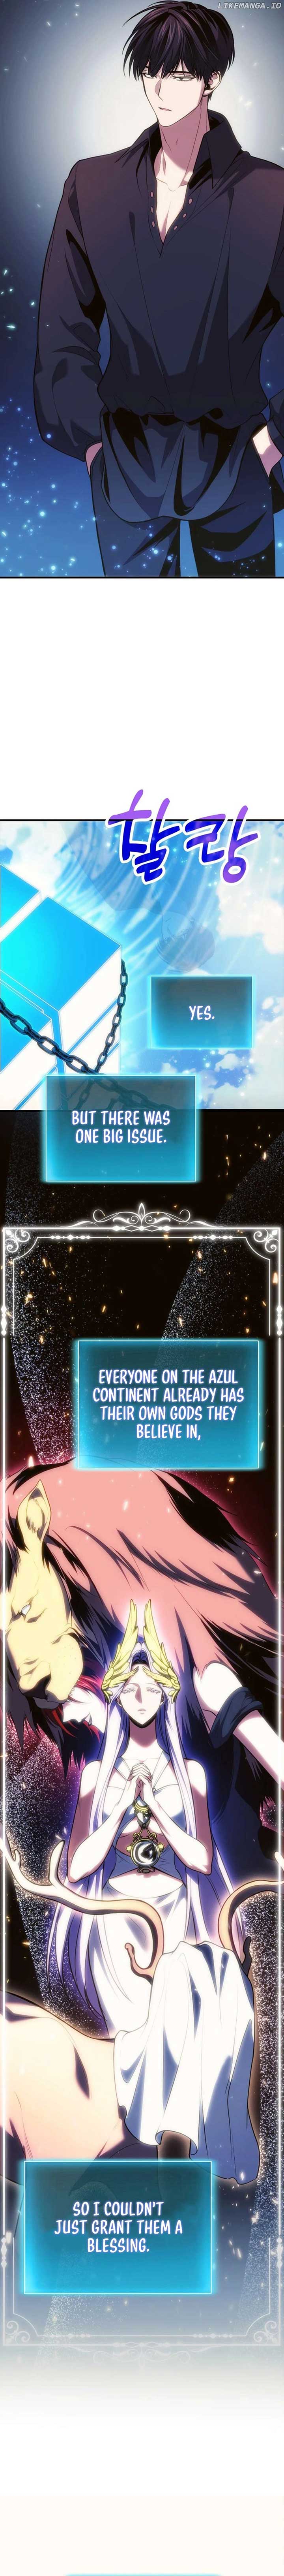 LIKEMANGA.IO
찰랑
YES.
BUT THERE WAS
ONE BIG ISSUE.
EVERYONE ON THE AZUL
CONTINENT ALREADY HAS
THEIR OWN GODS THEY
BELIEVE IN,
SO I COULDN'T
JUST GRANT THEM A
BLESSING.